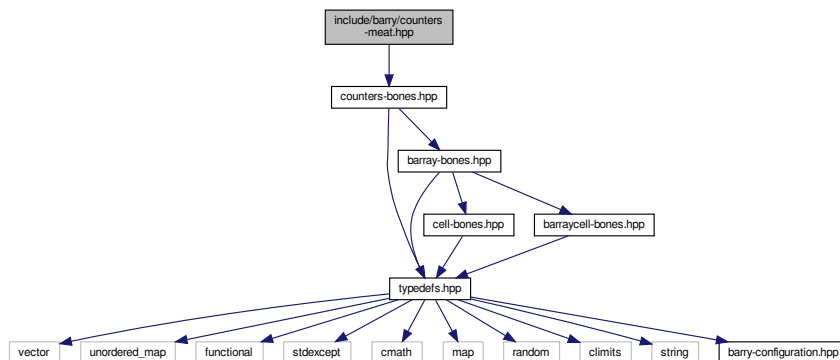 include/barry/counters
-meat.hpp
counters-bones.hpp
barray-bones.hpp
cell-bones.hpp
barraycell-bones.hpp
typedefs.hpp
vector
unordered_map
functional
stdexcept
cmath
map
random
climits
string
barry-configuration.hpp